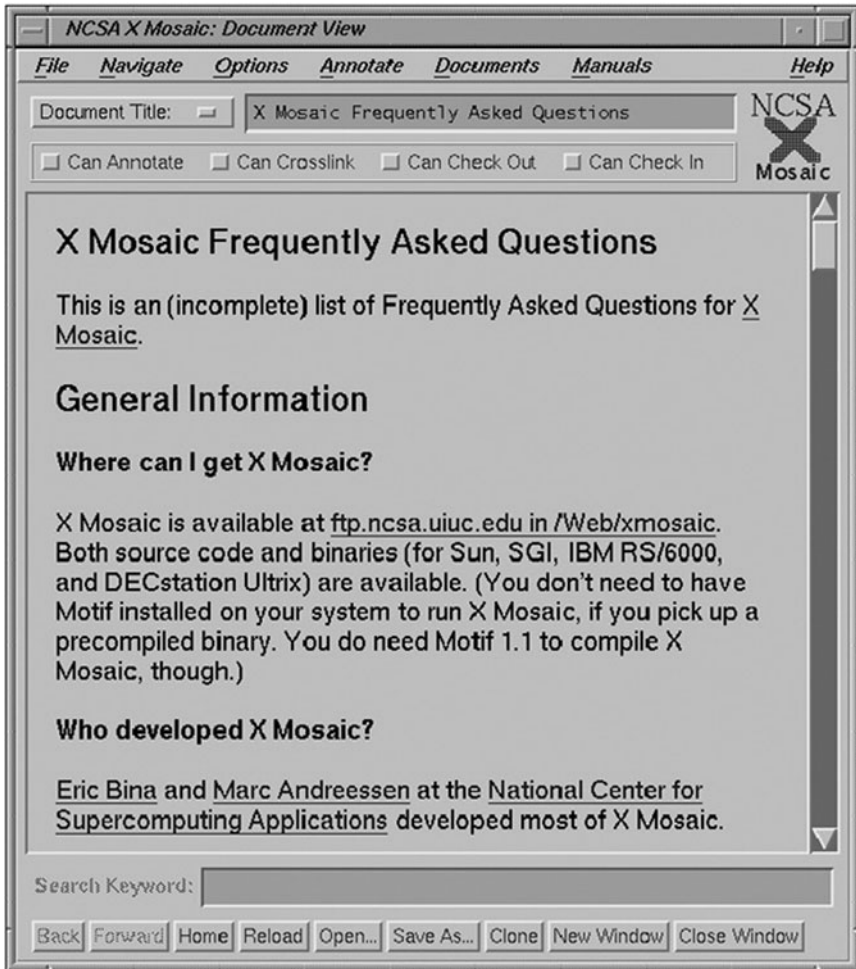 NCSA X Mosaic: Document View
File Navigate Options Annotate Documents Manuals Help
Document Title: X Mosaic Frequently Asked Questions
NCSA
X
Mosaic
Can Annotate Can Crosslink Can Check Out Can Check In
X Mosaic Frequently Asked Questions
This is an (incomplete) list of Frequently Asked Questions for X
Mosaic.
General Information
Where can I get X Mosaic?
X Mosaic is available at ftp.ncsa.uiuc.edu in /Web/xmosaic.
Both source code and binaries (for Sun, SGI, IBM RS/6000,
and DECstation Ultrix) are available. (You don't need to have
Motif installed on your system to run X Mosaic, if you pick up a
precompiled binary. You do need Motif 1.1 to compile X
Mosaic, though.)
Who developed X Mosaic?
Eric Bina and Marc Andreessen at the National Center for
Supercomputing Applications developed most of X Mosaic.
Search Keyword:
Back Forward Home Reload Open... Save As... Clone New Window Close Window